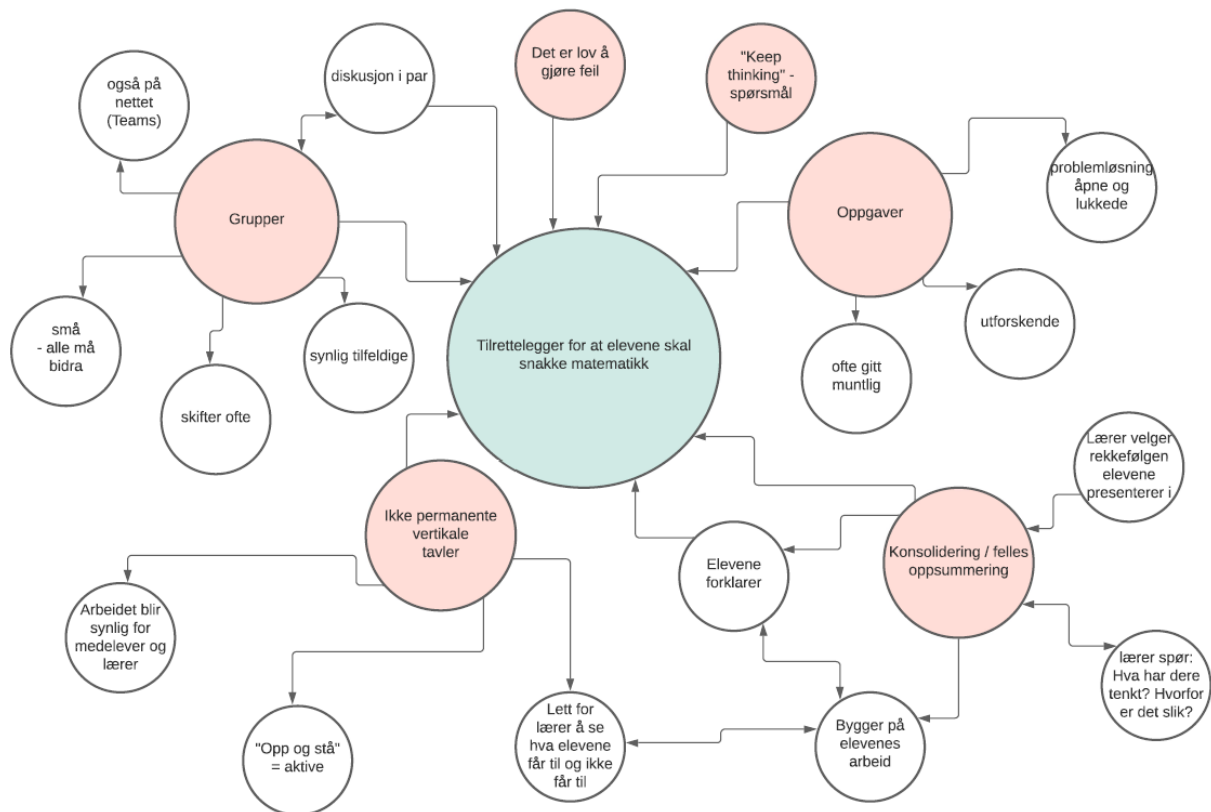 Det er lov å
gjøre feil
"Keep
thinking" -
spørsmål
diskusjon i par
også på
nettet
(Teams)
problemløsning
åpne og
lukkede
Grupper
Oppgaver
små
- alle må
bidra
synlig tilfeldige
skifter ofte
utforskende
ofte gitt
muntlig
Tilrettelegger for at elevene skal
snakke matematikk
Lærer velger
rekkefølgen
elevene
presenterer i
Ikke permanente
vertikale
tavler
Konsolidering / felles
oppsummering
Elevene
forklarer
Arbeidet blir
synlig for
medelever og
lærer
lærer spør:
Hva har dere
tenkt? Hvorfor
er det slik?
"Opp og stå"
= aktive
Lett for
lærer å se
hva elevene
får til og ikke
får til
Bygger på
elevenes
arbeid